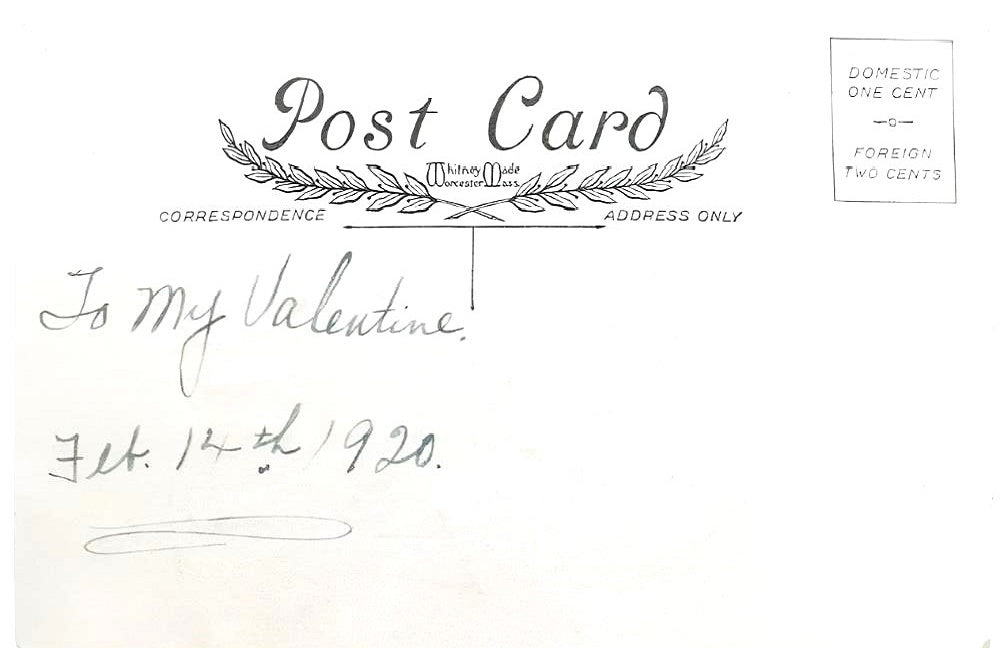 Post Card
Whitney Made
Worcester Mass.
CORRESPONDENCE
ADDRESS ONLY
DOMESTIC
ONE CENT
FOREIGN
TWO CENTS
To My Valentine.
Feb. 14th 1920.